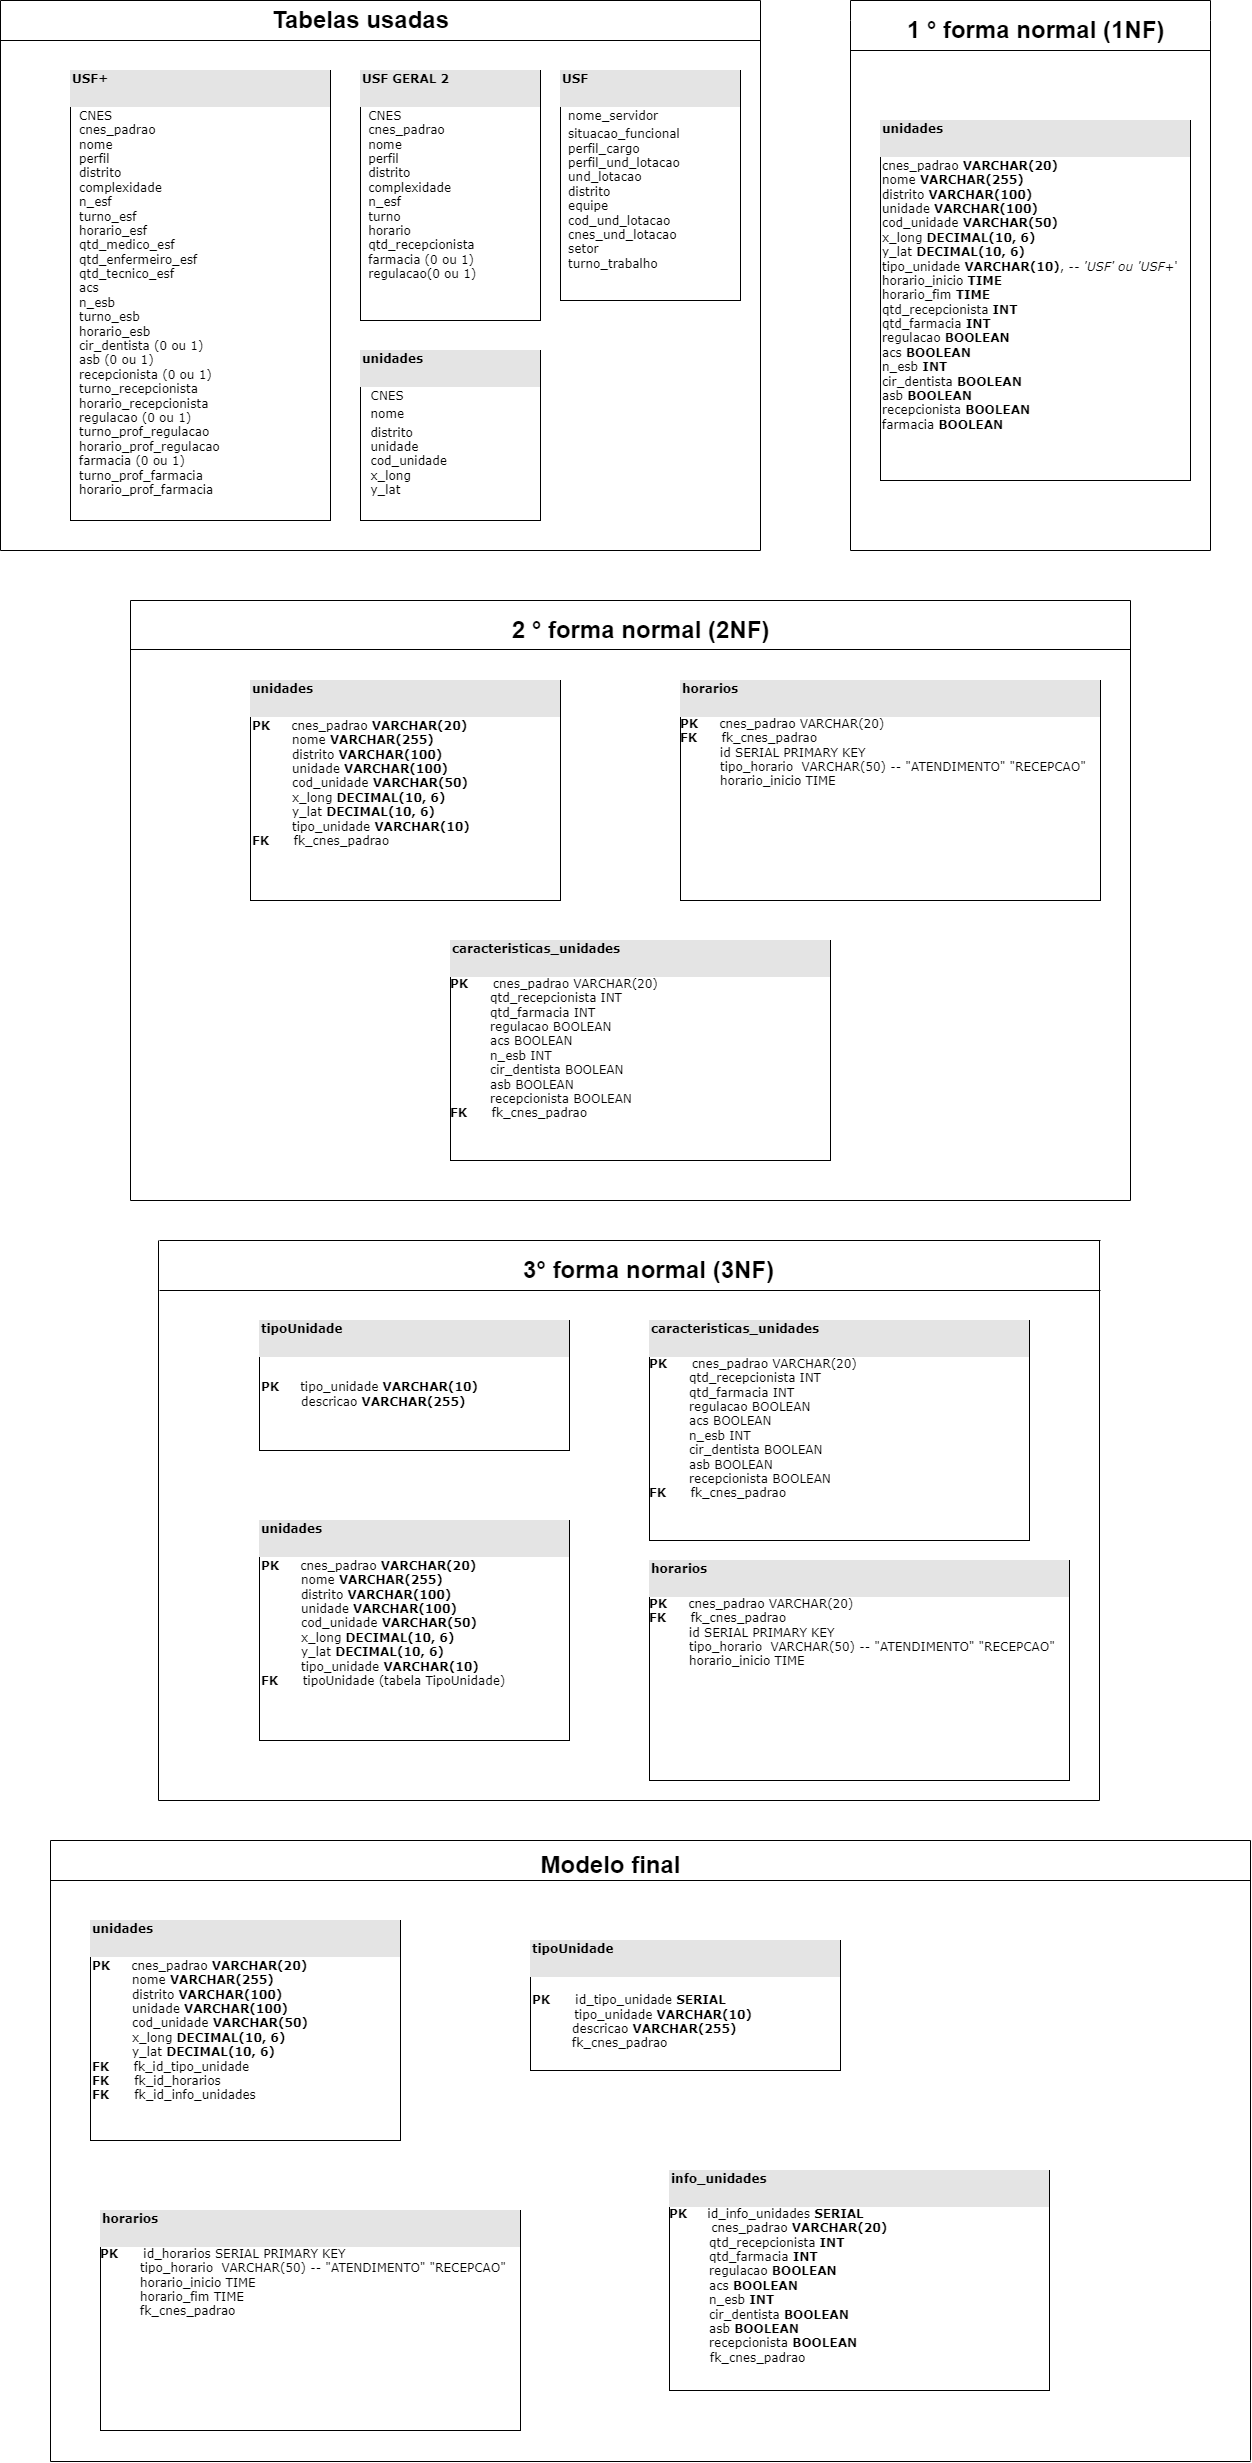 Tabelas usadas
USF+
CNES
cnes_padrao
nome
perfil
distrito
complexidade
n_esf
turno_esf
horario_esf
qtd_medico_esf
qtd_enfermeiro_esf
qtd_tecnico_esf
acs
n_esb
turno_esb
horario_esb
cir_dentista (0 ou 1)
asb (0 ou 1)
recepcionista (0 ou 1)
turno_recepcionista
horario_recepcionista
regulacao (0 ou 1)
turno_prof_regulacao
horario_prof_regulacao
farmacia (0 ou 1)
turno_prof_farmacia
horario_prof_farmacia
USF GERAL 2
CNES
cnes_padrao
nome
perfil
distrito
complexidade
n_esf
turno
horario
qtd_recepcionista
farmacia (0 ou 1)
regulacao(0 ou 1)
USF
nome_servidor
situacao_funcional
perfil_cargo
perfil_und_lotacao
und_lotacao
distrito
equipe
cod_und_lotacao
cnes_und_lotacao
setor
turno_trabalho
unidades
CNES
nome
distrito
unidade
cod_unidade
x_long
y_lat
1 ° forma normal (1NF)
unidades
cnes_padrao VARCHAR(20)
nome VARCHAR(255)
distrito VARCHAR(100)
unidade VARCHAR(100)
cod_unidade VARCHAR(50)
x_long DECIMAL(10, 6)
y_lat DECIMAL(10, 6)
tipo_unidade VARCHAR(10), -- 'USF' ou 'USF+'
horario_inicio TIME
horario_fim TIME
qtd_recepcionista INT
qtd_farmacia INT
regulacao BOOLEAN
acs BOOLEAN
n_esb INT
cir_dentista BOOLEAN
asb BOOLEAN
recepcionista BOOLEAN
farmacia BOOLEAN
2 ° forma normal (2NF)
unidades
PK cnes_padrao VARCHAR(20)
nome VARCHAR(255)
distrito VARCHAR(100)
unidade VARCHAR(100)
cod_unidade VARCHAR(50)
x_long DECIMAL(10, 6)
y_lat DECIMAL(10, 6)
tipo_unidade VARCHAR(10)
FK fk_cnes_padrao
horarios
PK cnes_padrao VARCHAR(20)
FK fk_cnes_padrao
id SERIAL PRIMARY KEY
tipo_horario VARCHAR(50) -- "ATENDIMENTO" "RECEPCAO"
horario_inicio TIME
caracteristicas_unidades
PK cnes_padrao VARCHAR(20)
qtd_recepcionista INT
qtd_farmacia INT
regulacao BOOLEAN
acs BOOLEAN
n_esb INT
cir_dentista BOOLEAN
asb BOOLEAN
recepcionista BOOLEAN
FK fk_cnes_padrao
3° forma normal (3NF)
tipoUnidade
PK tipo_unidade VARCHAR(10)
descricao VARCHAR(255)
caracteristicas_unidades
PK cnes_padrao VARCHAR(20)
qtd_recepcionista INT
qtd_farmacia INT
regulacao BOOLEAN
acs BOOLEAN
n_esb INT
cir_dentista BOOLEAN
asb BOOLEAN
recepcionista BOOLEAN
FK fk_cnes_padrao
unidades
PK cnes_padrao VARCHAR(20)
nome VARCHAR(255)
distrito VARCHAR(100)
unidade VARCHAR(100)
cod_unidade VARCHAR(50)
x_long DECIMAL(10, 6)
y_lat DECIMAL(10, 6)
tipo_unidade VARCHAR(10)
FK tipoUnidade (tabela TipoUnidade)
horarios
PK cnes_padrao VARCHAR(20)
FK fk_cnes_padrao
id SERIAL PRIMARY KEY
tipo_horario VARCHAR(50) -- "ATENDIMENTO" "RECEPCAO"
horario_inicio TIME
Modelo final
unidades
PK cnes_padrao VARCHAR(20)
nome VARCHAR(255)
distrito VARCHAR(100)
unidade VARCHAR(100)
cod_unidade VARCHAR(50)
x_long DECIMAL(10, 6)
y_lat DECIMAL(10, 6)
FK fk_id_tipo_unidade
FK fk_id_horarios
FK fk_id_info_unidades
tipoUnidade
PK id_tipo_unidade SERIAL
tipo_unidade VARCHAR(10)
descricao VARCHAR(255)
fk_cnes_padrao
horarios
PK id_horarios SERIAL PRIMARY KEY
tipo_horario VARCHAR(50) -- "ATENDIMENTO" "RECEPCAO"
horario_inicio TIME
horario_fim TIME
fk_cnes_padrao
info_unidades
PK id_info_unidades SERIAL
cnes_padrao VARCHAR(20)
qtd_recepcionista INT
qtd_farmacia INT
regulacao BOOLEAN
acs BOOLEAN
n_esb INT
cir_dentista BOOLEAN
asb BOOLEAN
recepcionista BOOLEAN
fk_cnes_padrao